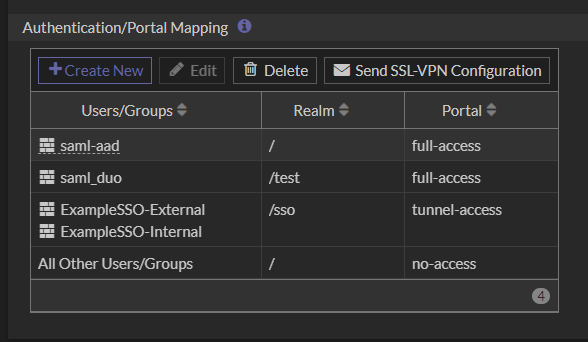 Authentication/Portal Mapping
Create New Edit Delete Send SSL-VPN Configuration
Users/Groups Realm Portal
saml-aad / full-access
saml_duo /test full-access
ExampleSSO-External /sso tunnel-access
ExampleSSO-Internal
All Other Users/Groups / no-access
4